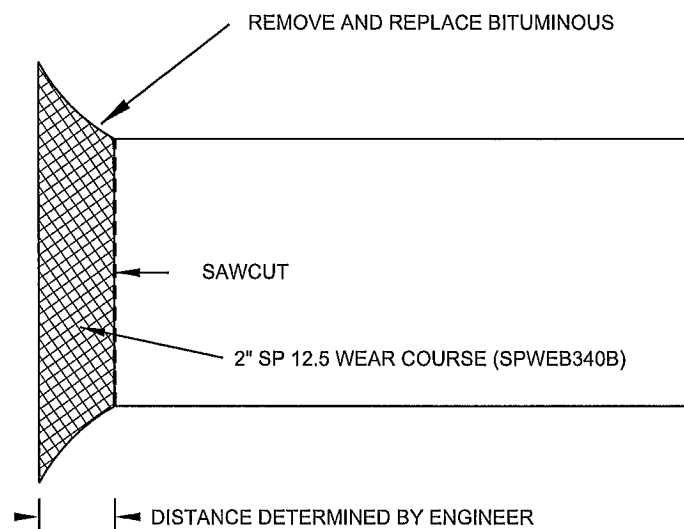 REMOVE AND REPLACE BITUMINOUS
SAWCUT
2" SP 12.5 WEAR COURSE (SPWEB340B)
DISTANCE DETERMINED BY ENGINEER